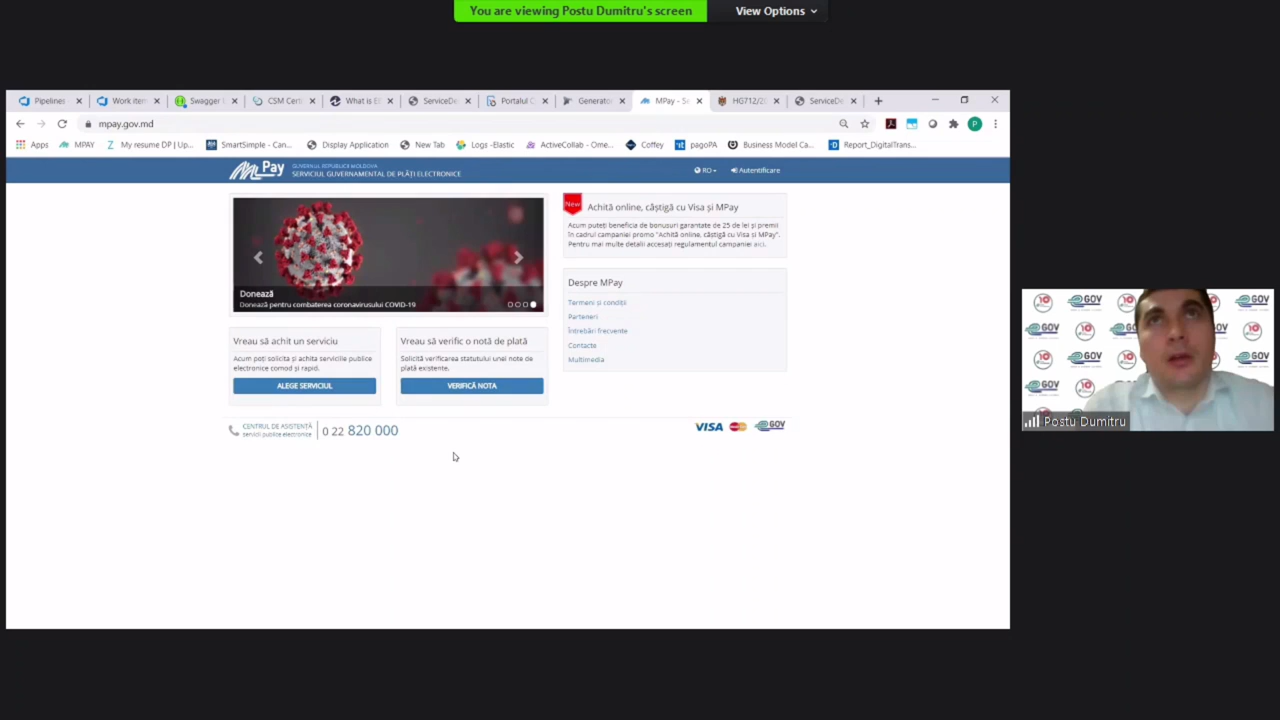 You are viewing Postu Dumitru's screen
View Options
Pipelines
Work item
Swagger
CSM Cert
What is E
ServiceDe
Portalul
Generator
MPay - Se
HG712/2
ServiceDe
mpay.gov.md
Apps
MPAY
My resume DP | Up...
SmartSimple - Can...
Display Application
New Tab
Logs -Elastic
ActiveCollab - Ome...
Coffey
pagoPA
Business Model Ca...
Report_DigitalTrans...
MPay
GUVERNUL REPUBLICII MOLDOVA
SERVICIUL GUVERNAMENTAL DE PLĂȚI ELECTRONICE
RO
Autentificare
Donează
Donează pentru combaterea coronavirusului COVID-19
New
Achită online, câștigă cu Visa și MPay
Acum puteți beneficia de bonusuri garantate de 25 de lei și premii
în cadrul campaniei promo "Achită online, câștigă cu Visa și MPay".
Pentru mai multe detalii accesați regulamentul campaniei aici.
Despre MPay
Termeni și condiții
Parteneri
Întrebări frecvente
Contacte
Multimedia
Vreau să achit un serviciu
Acum poți solicita și achita serviciile publice
electronice comod și rapid.
ALEGE SERVICIUL
Vreau să verific o notă de plată
Solicită verificarea statutului unei note de
plată existente.
VERIFICĂ NOTA
CENTRUL DE ASISTENȚĂ
servicii publice electronice
0 22 820 000
VISA
eGOV
Postu Dumitru